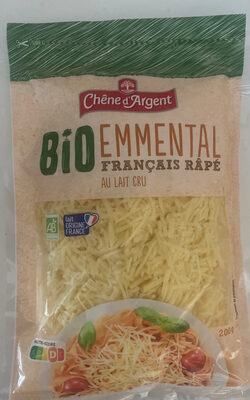 Chêne d'Argent
BIO EMMENTAL
FRANÇAIS RÂPÉ
AU LAIT CRU
AB
Lait
ORIGINE
FRANCE
NUTRI-SCORE
D
200g